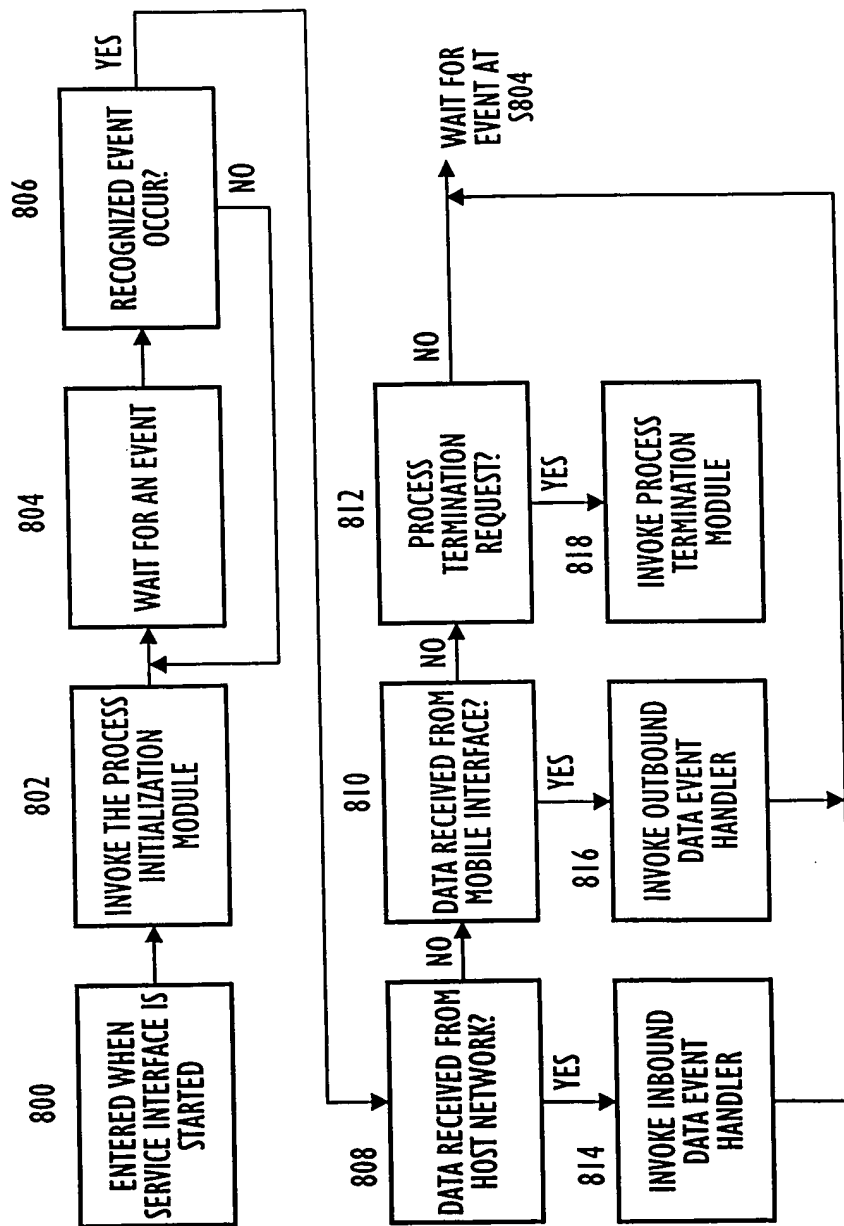 800
ENTERED WHEN
SERVICE INTERFACE IS
STARTED
802
INVOKE THE PROCESS
INITIALIZATION
MODULE
804
WAIT FOR AN EVENT
806
RECOGNIZED EVENT
OCCUR?
YES
NO
808
DATA RECEIVED FROM
HOST NETWORK?
NO
YES
810
DATA RECEIVED FROM
MOBILE INTERFACE?
NO
YES
812
PROCESS
TERMINATION
REQUEST?
NO
YES
WAIT FOR
EVENT AT
S804
814
INVOKE INBOUND
DATA EVENT
HANDLER
816
INVOKE OUTBOUND
DATA EVENT
HANDLER
818
INVOKE PROCESS
TERMINATION
MODULE